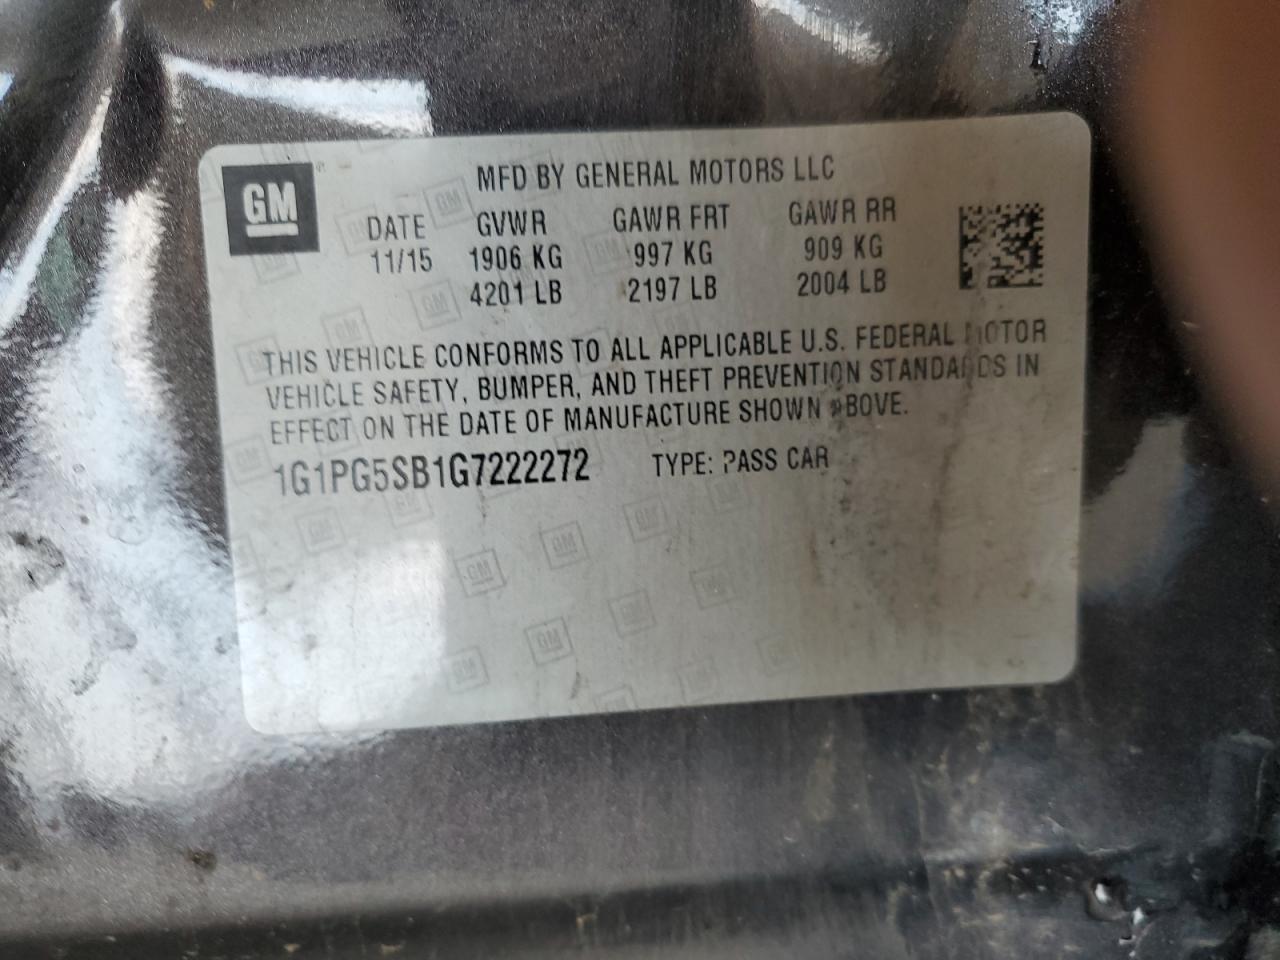 GM
MFD BY GENERAL MOTORS LLC
DATE GVWR GAWR FRT GAWR RR
11/15 1906 KG 997 KG 909 KG
4201 LB 2197 LB 2004 LB
THIS VEHICLE CONFORMS TO ALL APPLICABLE U.S. FEDERAL MOTOR
VEHICLE SAFETY, BUMPER, AND THEFT PREVENTION STANDARDS IN
EFFECT ON THE DATE OF MANUFACTURE SHOWN ABOVE.
1G1PG5SB1G7222272 TYPE: PASS CAR